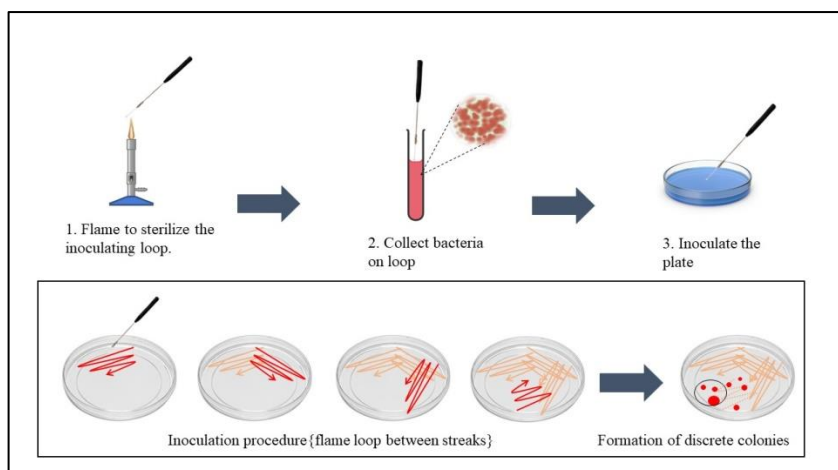 1. Flame to sterilize the
inoculating loop.
2. Collect bacteria
on loop
3. Inoculate the
plate
Inoculation procedure{flame loop between streaks}
Formation of discrete colonies